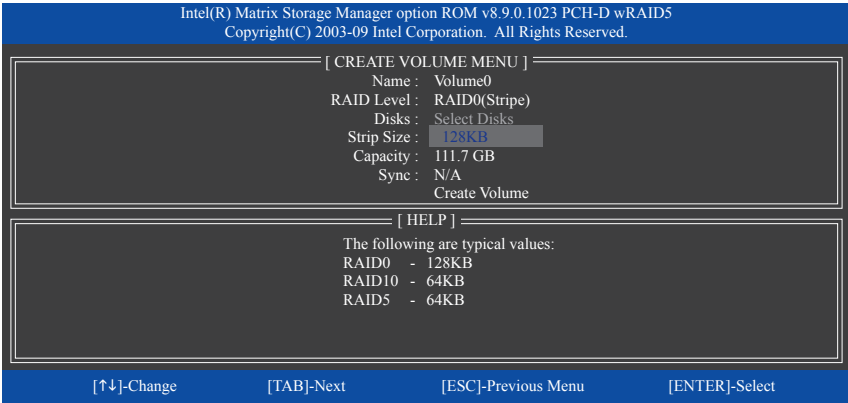 Intel(R) Matrix Storage Manager option ROM v8.9.0.1023 PCH-D wRAID5
Copyright(C) 2003-09 Intel Corporation. All Rights Reserved.
[ CREATE VOLUME MENU ]
Name : Volume0
RAID Level : RAID0(Stripe)
Disks : Select Disks
Strip Size : 128KB
Capacity : 111.7 GB
Sync : N/A
Create Volume
[ HELP ]
The following are typical values:
RAID0 - 128KB
RAID10 - 64KB
RAID5 - 64KB
[↑↓]-Change [TAB]-Next [ESC]-Previous Menu [ENTER]-Select